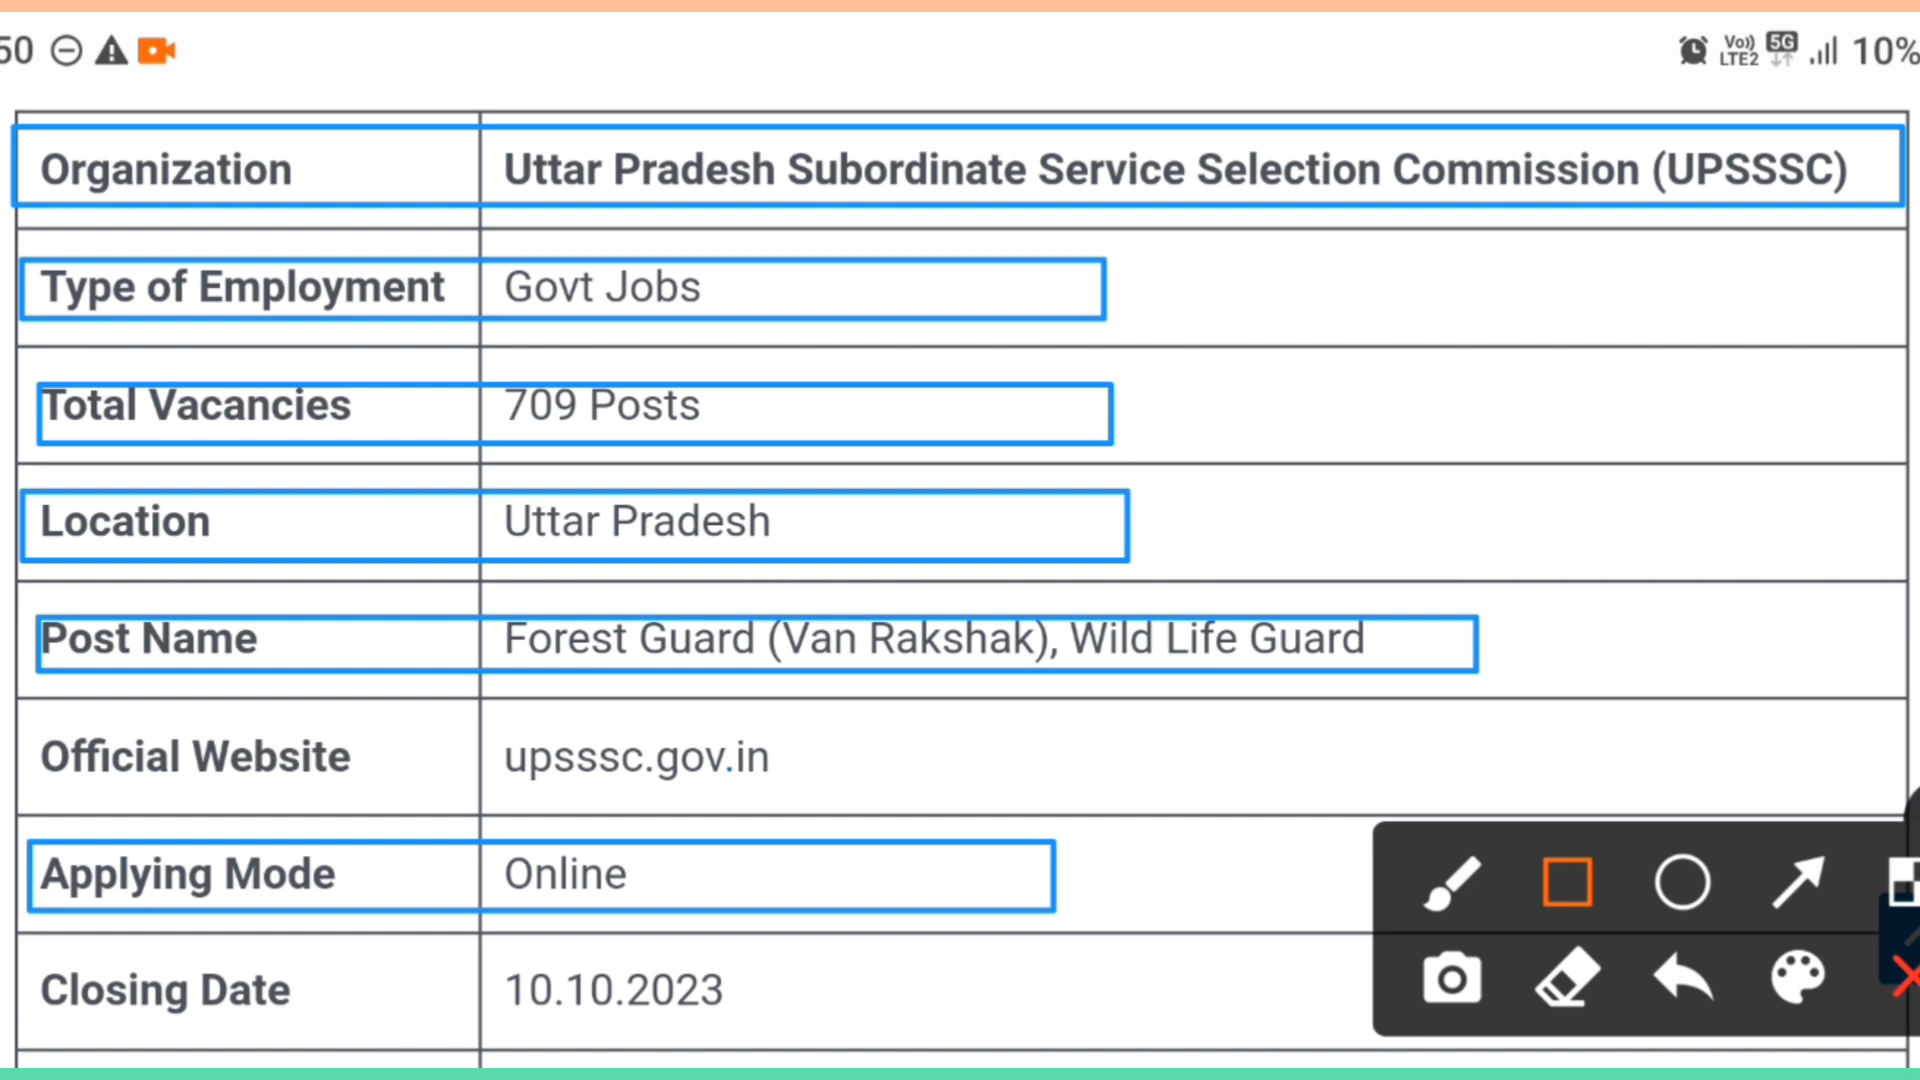 50 Vo)) LTE2 5G 10%
Organization Uttar Pradesh Subordinate Service Selection Commission (UPSSSC)
Type of Employment Govt Jobs
Total Vacancies 709 Posts
Location Uttar Pradesh
Post Name Forest Guard (Van Rakshak), Wild Life Guard
Official Website upsssc.gov.in
Applying Mode Online
Closing Date 10.10.2023